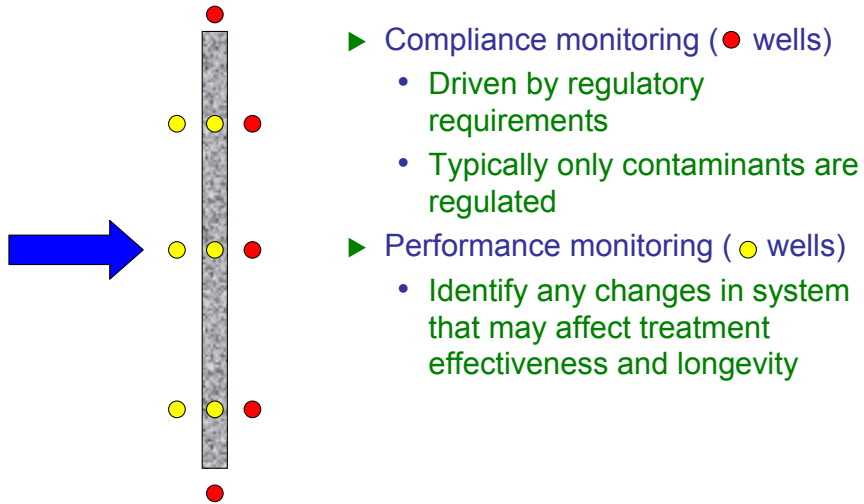 Compliance monitoring ( wells)
Driven by regulatory
requirements
Typically only contaminants are
regulated
Performance monitoring ( wells)
Identify any changes in system
that may affect treatment
effectiveness and longevity